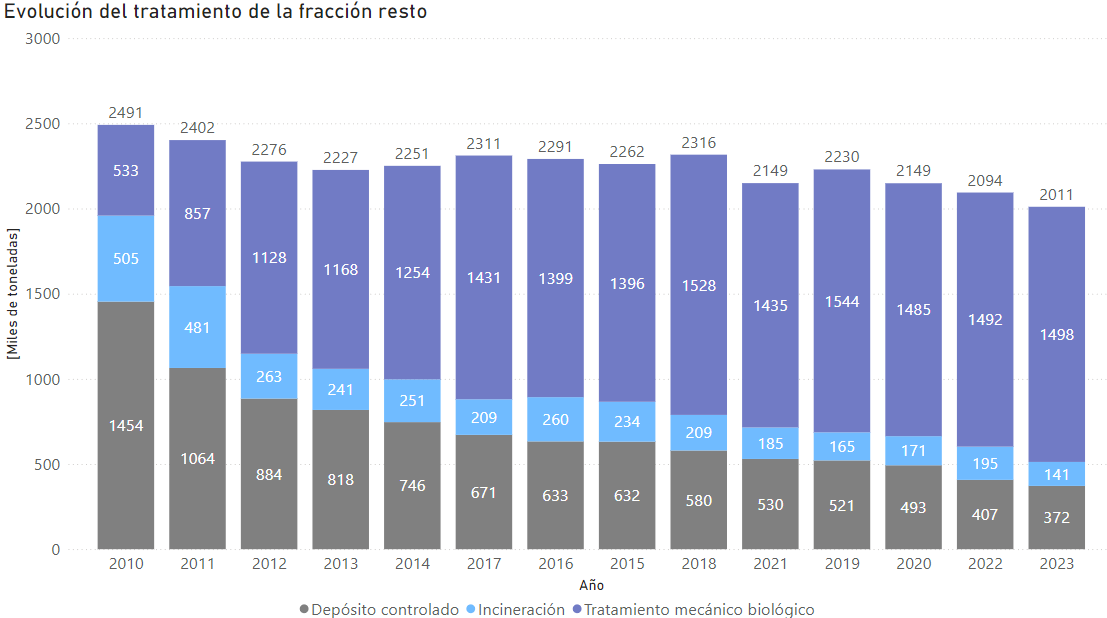 Evolución del tratamiento de la fracción resto
3000
2500
2000
1500
1000
500
0
[Miles de toneladas]
2491 2402 2276 2227 2251 2311 2291 2262 2316 2149 2230 2149 2094 2011
533 857 1128 1168 1254 1431 1399 1396 1528 1435 1544 1485 1492 1498
505 481 263 241 251 209 260 234 209 185 165 171 195 141
1454 1064 884 818 746 671 633 632 580 530 521 493 407 372
2010 2011 2012 2013 2014 2017 2016 2015 2018 2021 2019 2020 2022 2023
Año
Depósito controlado Incineración Tratamiento mecánico biológico